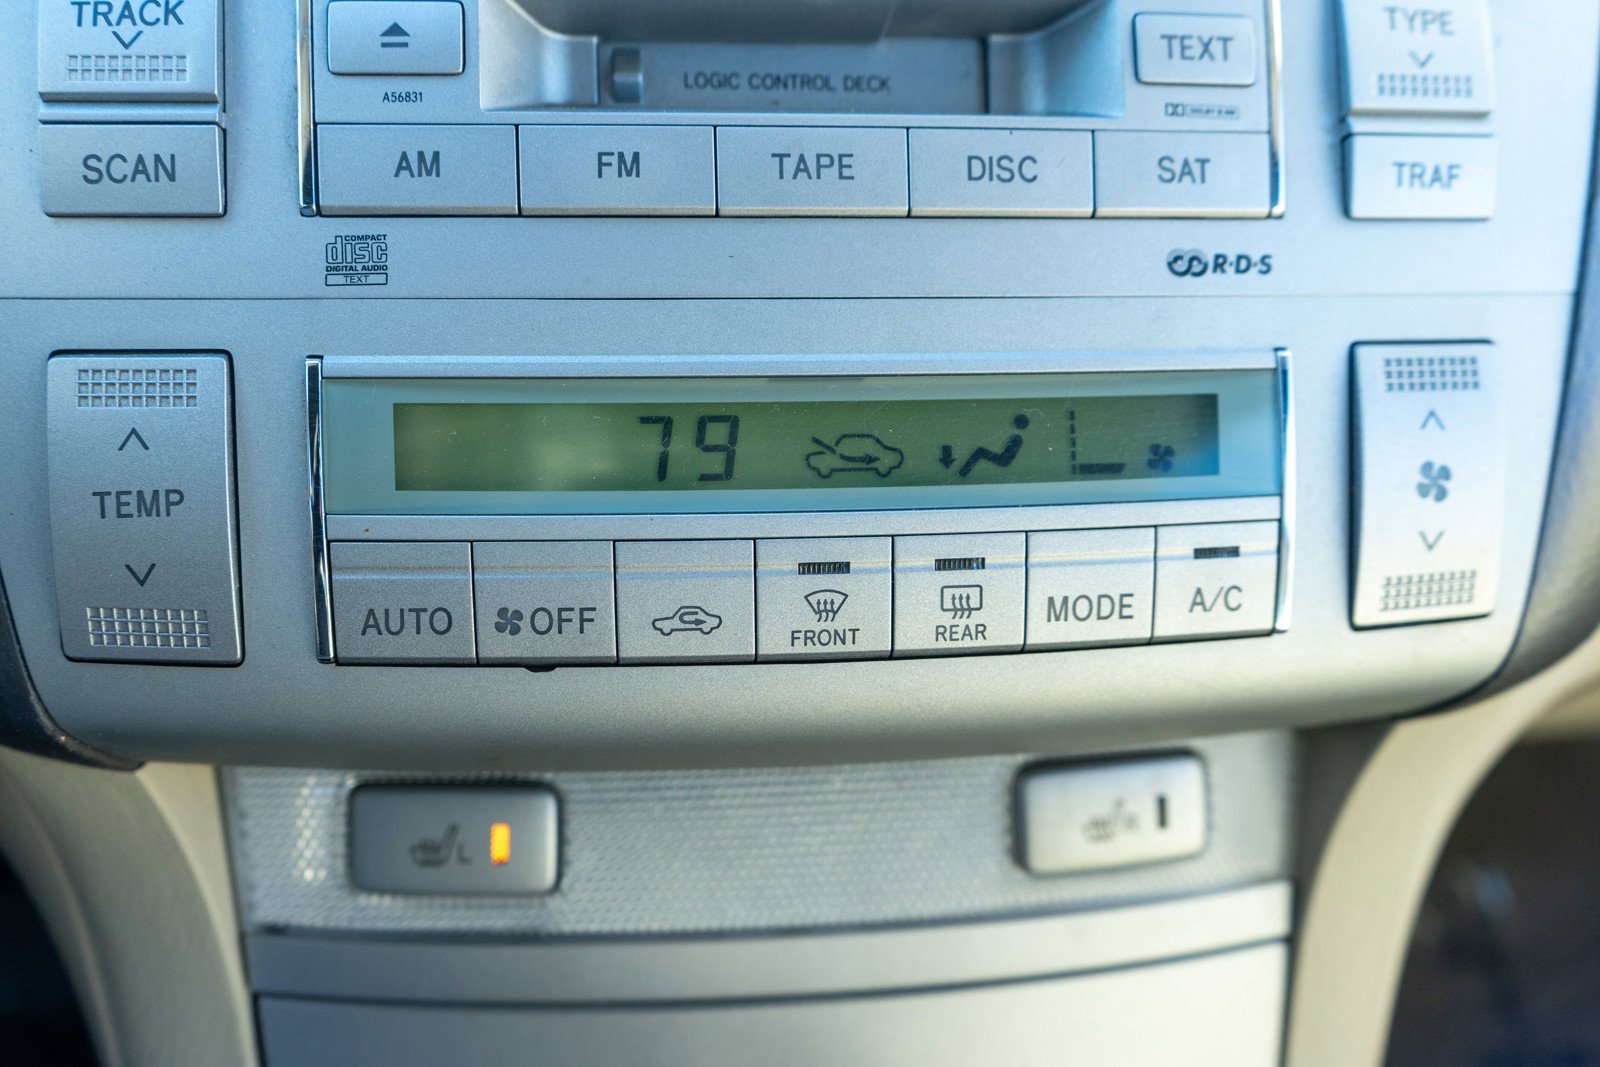 TRACK
TEXT
TYPE
LOGIC CONTROL DECK
A56831
SCAN
AM
FM
TAPE
DISC
SAT
TRAF
COMPACT
disc
DIGITAL AUDIO
TEXT
R·D·S
79
TEMP
AUTO
OFF
FRONT
REAR
MODE
A/C
L
R